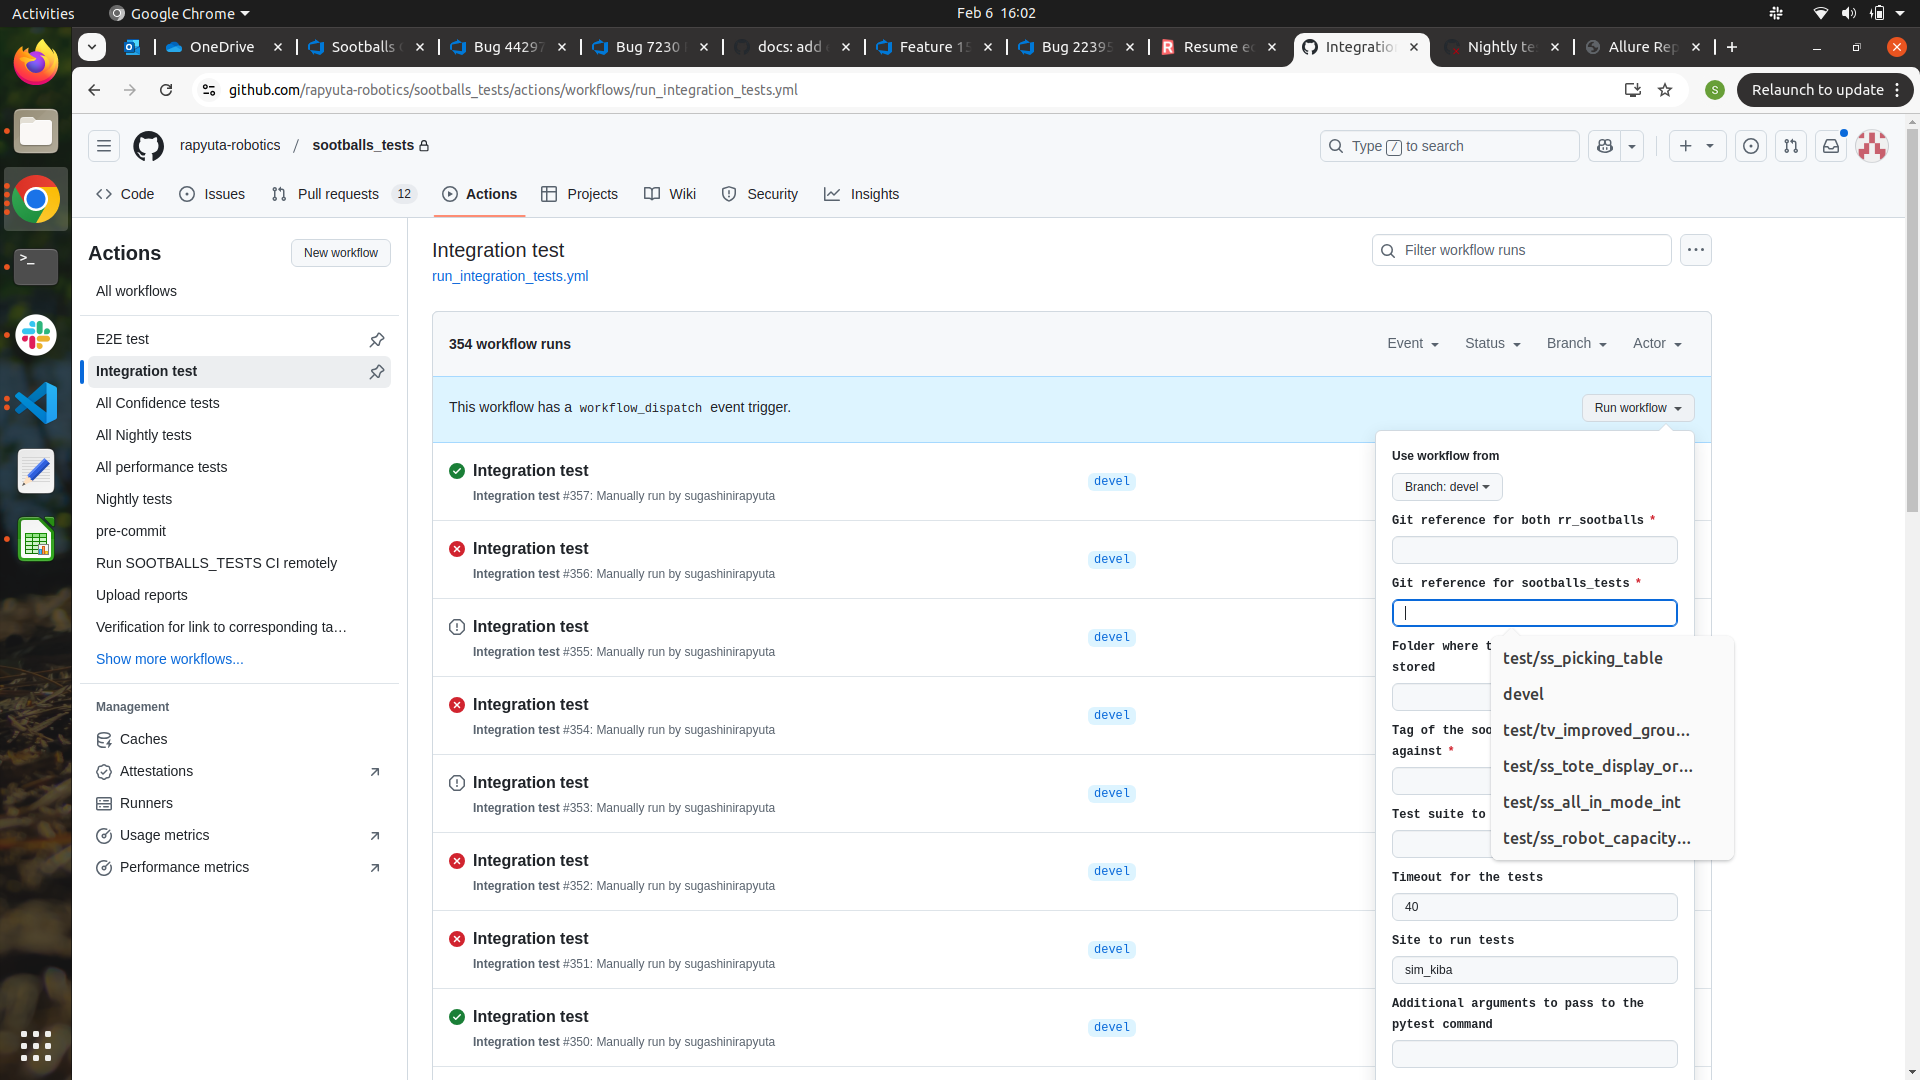 Activities
Google Chrome
Feb 6 16:02
OneDrive
Sootballs
Bug 44297
Bug 7230
docs: add
Feature 15
Bug 22395
Resume
Integration
Nightly te
Allure Rep
github.com/rapyuta-robotics/sootballs_tests/actions/workflows/run_integration_tests.yml
S
Relaunch to update
rapyuta-robotics / sootballs_tests
Type / to search
Code
Issues
Pull requests 12
Actions
Projects
Wiki
Security
Insights
Actions
New workflow
All workflows
E2E test
Integration test
All Confidence tests
All Nightly tests
All performance tests
Nightly tests
pre-commit
Run SOOTBALLS_TESTS CI remotely
Upload reports
Verification for link to corresponding ta...
Show more workflows...
Management
Caches
Attestations
Runners
Usage metrics
Performance metrics
Integration test
run_integration_tests.yml
Filter workflow runs
354 workflow runs
Event
Status
Branch
Actor
This workflow has a workflow_dispatch event trigger.
Run workflow
Integration test
Integration test #357: Manually run by sugashinirapyuta
devel
Integration test
Integration test #356: Manually run by sugashinirapyuta
devel
Integration test
Integration test #355: Manually run by sugashinirapyuta
devel
Integration test
Integration test #354: Manually run by sugashinirapyuta
devel
Integration test
Integration test #353: Manually run by sugashinirapyuta
devel
Integration test
Integration test #352: Manually run by sugashinirapyuta
devel
Integration test
Integration test #351: Manually run by sugashinirapyuta
devel
Integration test
Integration test #350: Manually run by sugashinirapyuta
devel
Use workflow from
Branch: devel
Git reference for both rr_sootballs *
Git reference for sootballs_tests *
Folder where t
stored
Tag of the soo
against *
Test suite to
test/ss_picking_table
devel
test/tv_improved_grou...
test/ss_tote_display_or...
test/ss_all_in_mode_int
test/ss_robot_capacity...
Timeout for the tests
40
Site to run tests
sim_kiba
Additional arguments to pass to the
pytest command